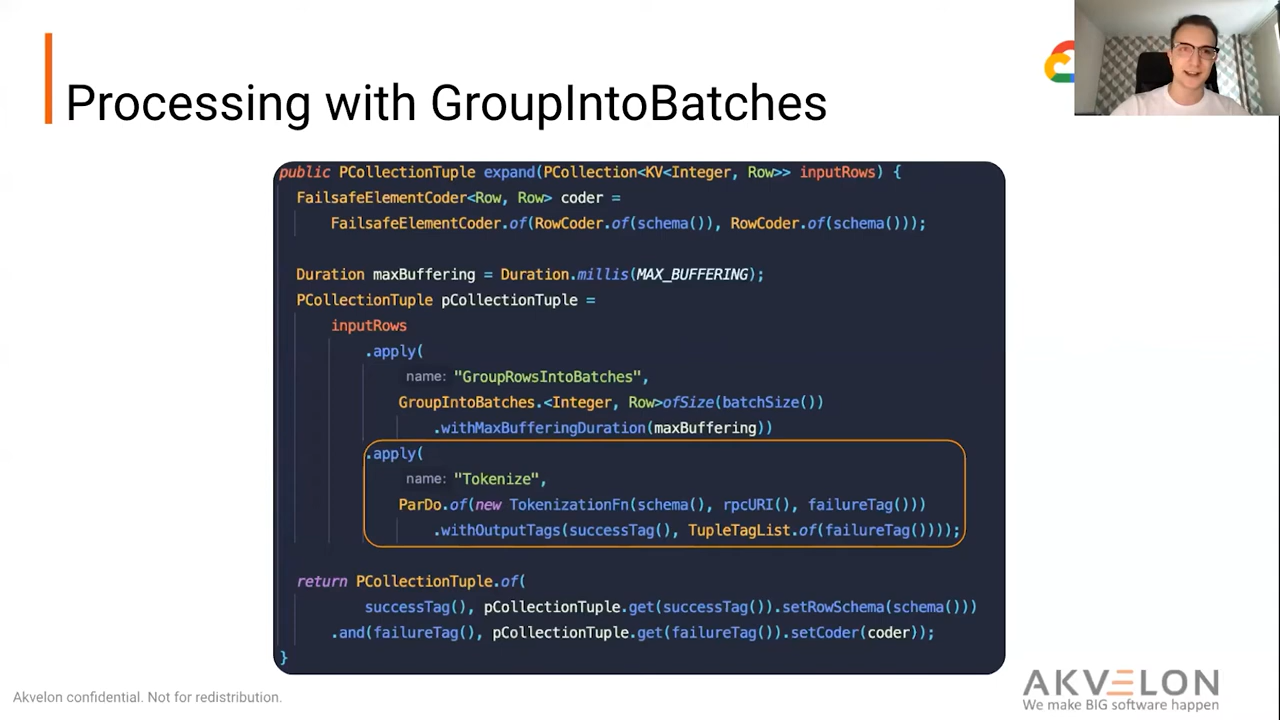 Processing with GroupIntoBatches
public PCollectionTuple expand(PCollection<KV<Integer, Row>> inputRows) {
FailsafeElementCoder<Row, Row> coder =
FailsafeElementCoder.of(RowCoder.of(schema()), RowCoder.of(schema()));
Duration maxBuffering = Duration.millis(MAX_BUFFERING);
PCollectionTuple pCollectionTuple =
inputRows
.apply(
name: "GroupRowsIntoBatches",
GroupIntoBatches.<Integer, Row>ofSize(batchSize())
.withMaxBufferingDuration(maxBuffering))
.apply(
name: "Tokenize",
ParDo.of(new TokenizationFn(schema(), rpcURI(), failureTag()))
.withOutputTags(successTag(), TupleTagList.of(failureTag())));
return PCollectionTuple.of(
successTag(), pCollectionTuple.get(successTag()).setRowSchema(schema()))
.and(failureTag(), pCollectionTuple.get(failureTag()).setCoder(coder));
}
Akvelon confidential. Not for redistribution.
AKVELON
We make BIG software happen